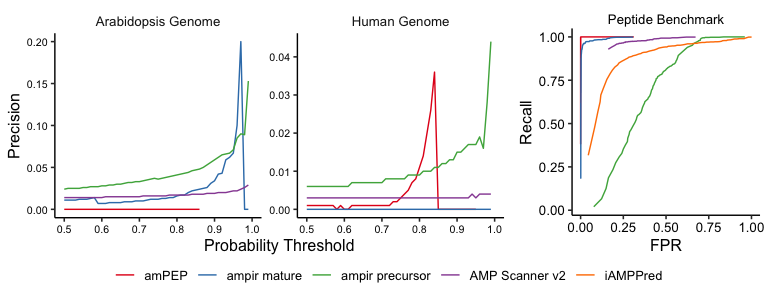 Arabidopsis Genome
Human Genome
Peptide Benchmark
Precision
0.20
0.15
0.10
0.05
0.00
0.5 0.6 0.7 0.8 0.9 1.0
0.04
0.03
0.02
0.01
0.00
0.5 0.6 0.7 0.8 0.9 1.0
Probability Threshold
Recall
1.00
0.75
0.50
0.25
0.00
0.00 0.25 0.50 0.75 1.00
FPR
amPEP ampir mature ampir precursor AMP Scanner v2 iAMPPred